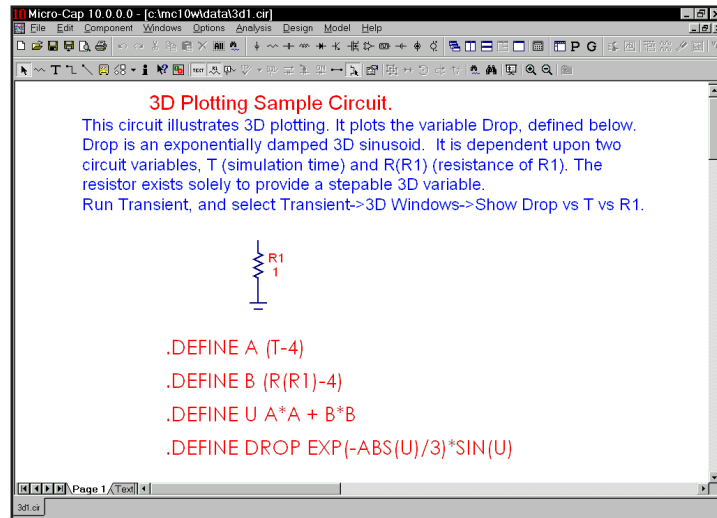 10 Micro-Cap 10.0.0.0 - [c:\mc10w\data\3d1.cir]
File Edit Component Windows Options Analysis Design Model Help
P G
T i
TEXT
3D Plotting Sample Circuit.
This circuit illustrates 3D plotting. It plots the variable Drop, defined below.
Drop is an exponentially damped 3D sinusoid. It is dependent upon two
circuit variables, T (simulation time) and R(R1) (resistance of R1). The
resistor exists solely to provide a stepable 3D variable.
Run Transient, and select Transient->3D Windows->Show Drop vs T vs R1.
R1
1
.DEFINE A (T-4)
.DEFINE B (R(R1)-4)
.DEFINE U A*A + B*B
.DEFINE DROP EXP(-ABS(U)/3)*SIN(U)
Page 1 Text
3d1.cir